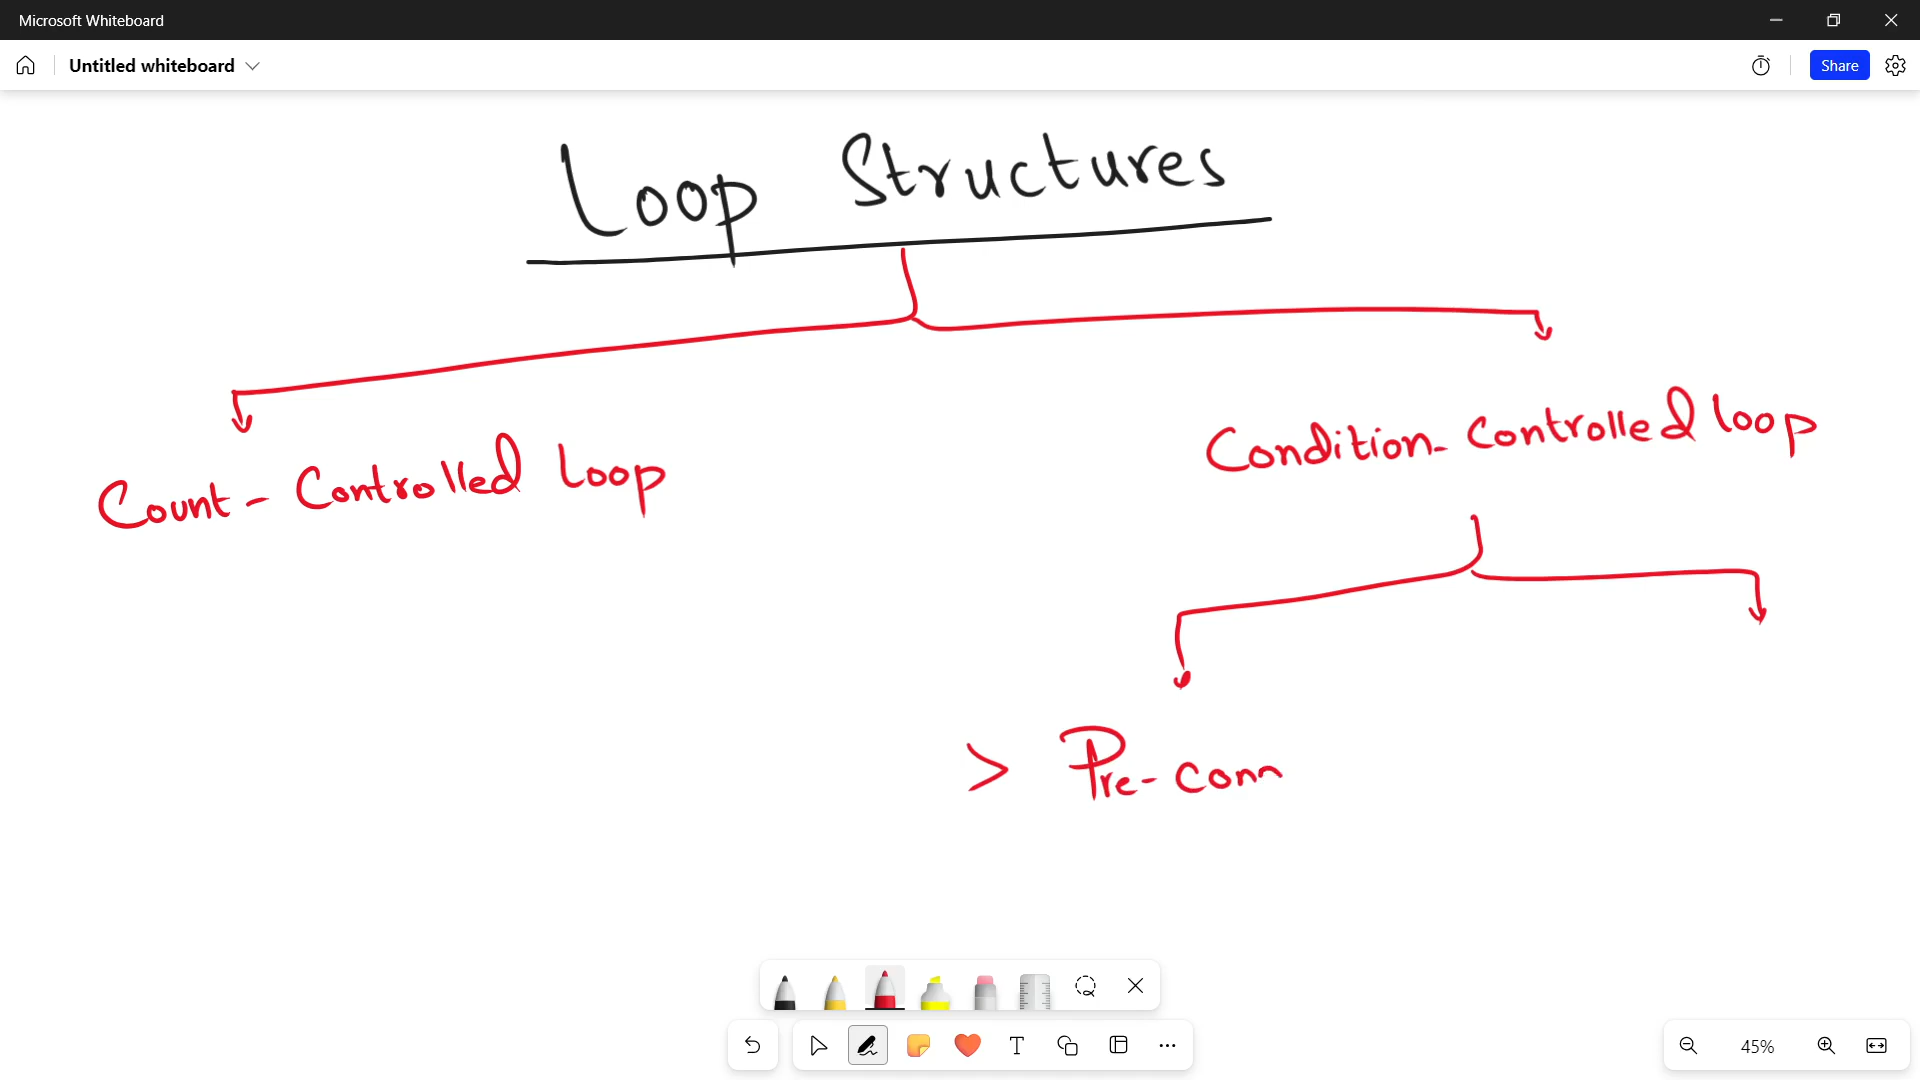 Microsoft Whiteboard
Untitled whiteboard
Share
Loop Structures
Count-Controlled Loop
Condition-Controlled loop
> Pre-conn
45%